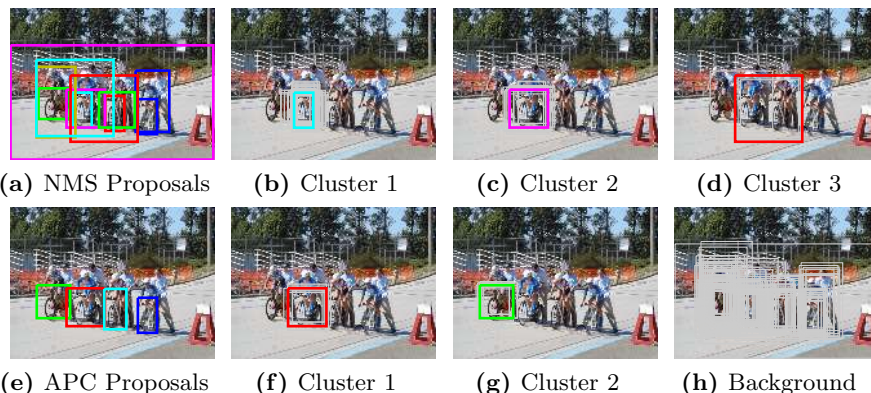 (a) NMS Proposals
(b) Cluster 1
(c) Cluster 2
(d) Cluster 3
(e) APC Proposals
(f) Cluster 1
(g) Cluster 2
(h) Background